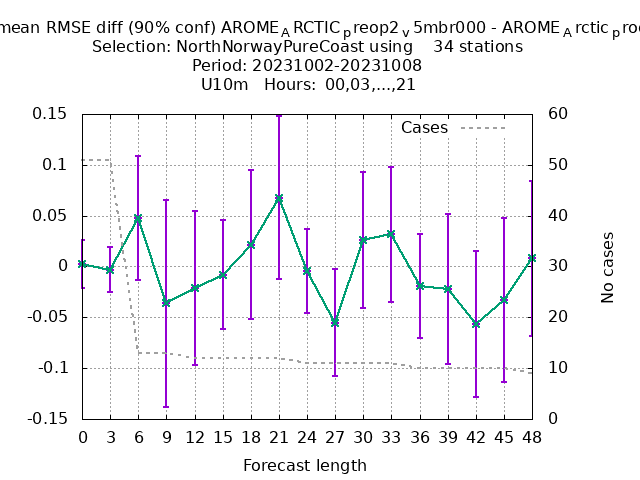 mean RMSE diff (90% conf) AROME_ARCTIC_preop2_v5mbr000 - AROME_Arctic_pro
Selection: NorthNorwayPureCoast using 34 stations
Period: 20231002-20231008
U10m Hours: 00,03,...,21
Cases
0.15
0.1
0.05
0
-0.05
-0.1
-0.15
60
50
40
30
20
10
0
No cases
0 3 6 9 12 15 18 21 24 27 30 33 36 39 42 45 48
Forecast length